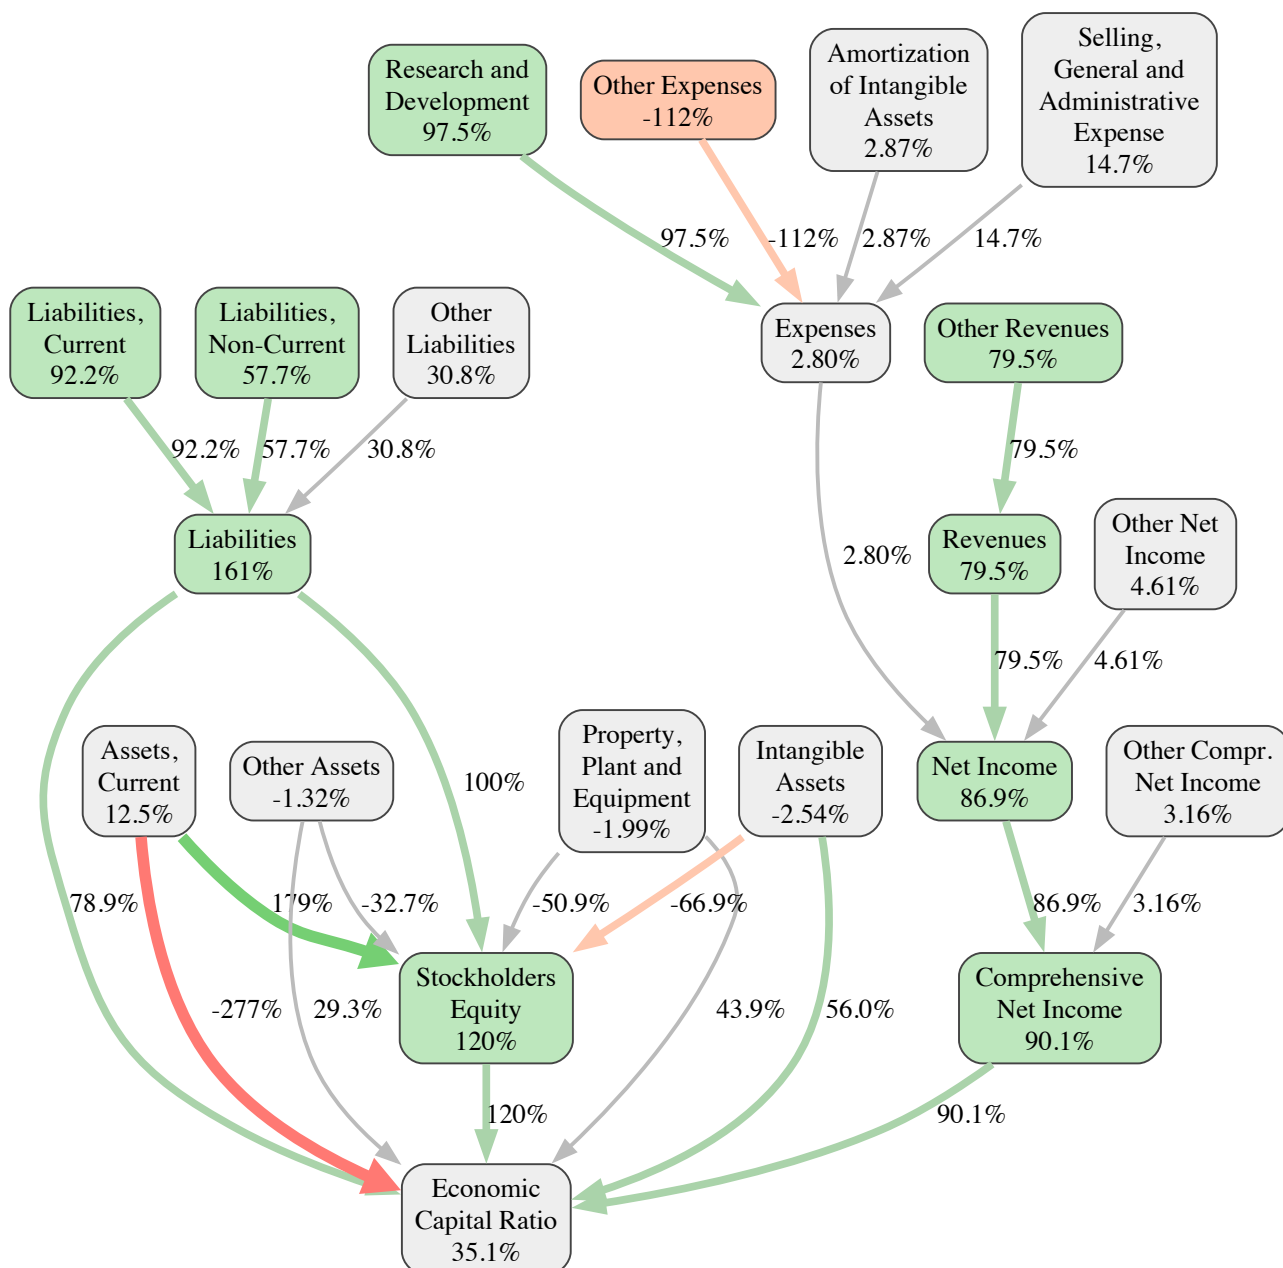 Research and
Development
97.5%
Other Expenses
-112%
Amortization
of Intangible
Assets
2.87%
Selling,
General and
Administrative
Expense
14.7%
97.5%
-112%
2.87%
14.7%
Liabilities,
Current
92.2%
Liabilities,
Non-Current
57.7%
Other
Liabilities
30.8%
Expenses
2.80%
Other Revenues
79.5%
92.2%
57.7%
30.8%
79.5%
Liabilities
161%
2.80%
Revenues
79.5%
Other Net
Income
4.61%
79.5%
4.61%
Assets,
Current
12.5%
Other Assets
-1.32%
100%
Property,
Plant and
Equipment
-1.99%
Intangible
Assets
-2.54%
Net Income
86.9%
Other Compr.
Net Income
3.16%
78.9%
179%
-32.7%
-50.9%
-66.9%
86.9%
3.16%
-277%
29.3%
Stockholders
Equity
120%
43.9%
56.0%
Comprehensive
Net Income
90.1%
120%
90.1%
Economic
Capital Ratio
35.1%